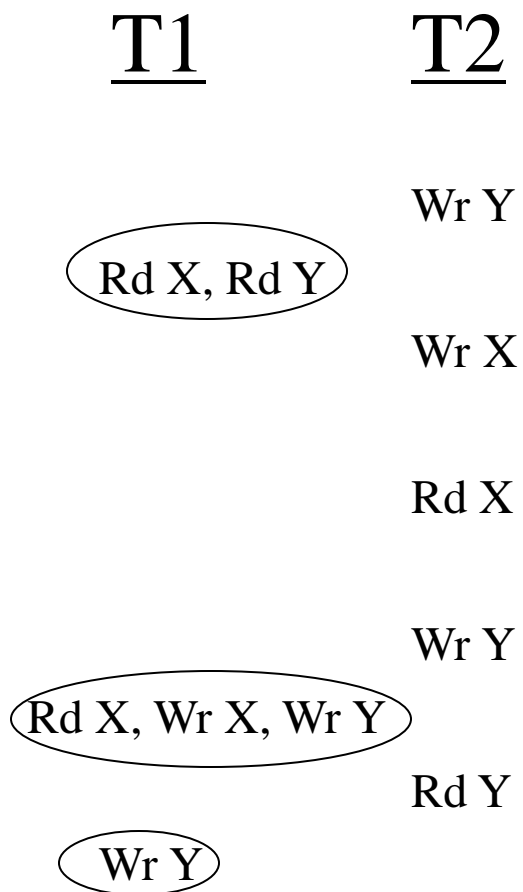 T1 T2
Wr Y
Rd X, Rd Y
Wr X
Rd X
Wr Y
Rd X, Wr X, Wr Y
Rd Y
Wr Y